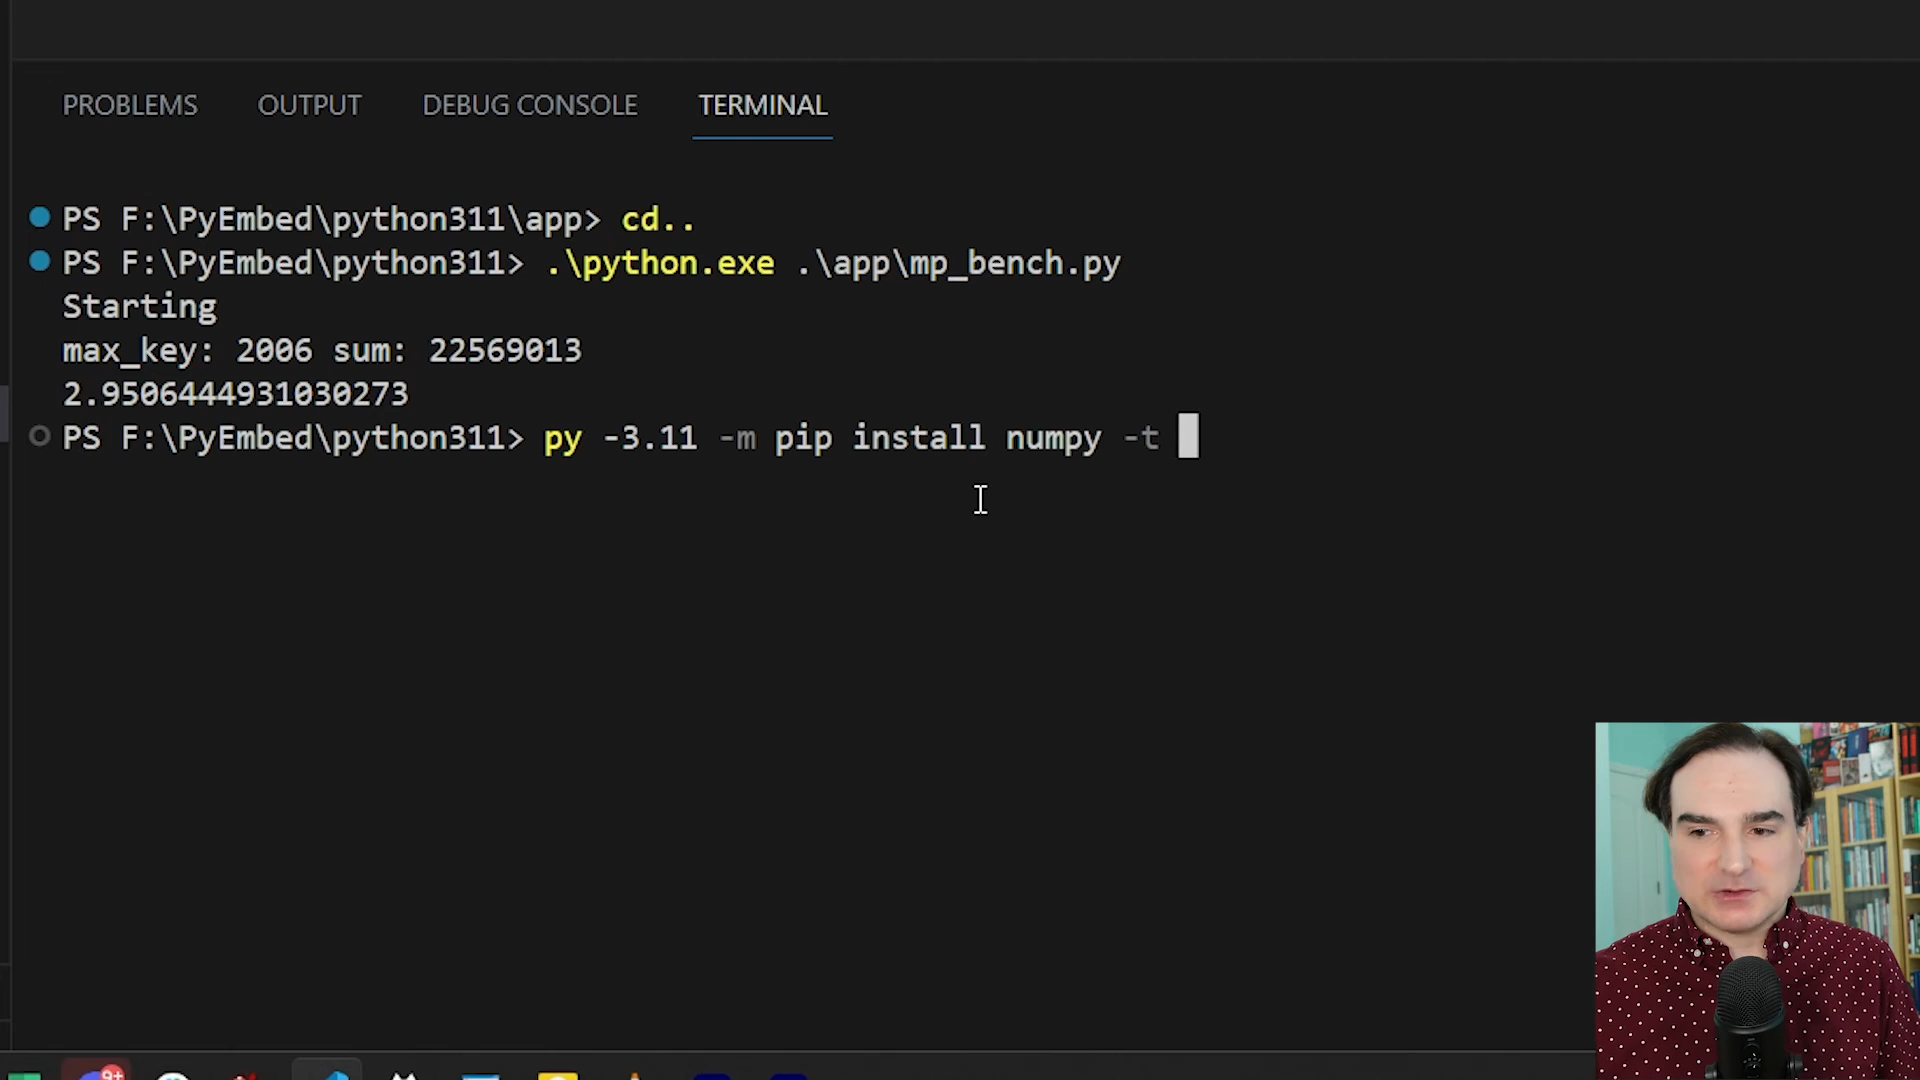 PROBLEMS OUTPUT DEBUG CONSOLE TERMINAL
PS F:\PyEmbed\python311\app> cd..
PS F:\PyEmbed\python311> .\python.exe .\app\mp_bench.py
Starting
max_key: 2006 sum: 22569013
2.9506444931030273
PS F:\PyEmbed\python311> py -3.11 -m pip install numpy -t
9+